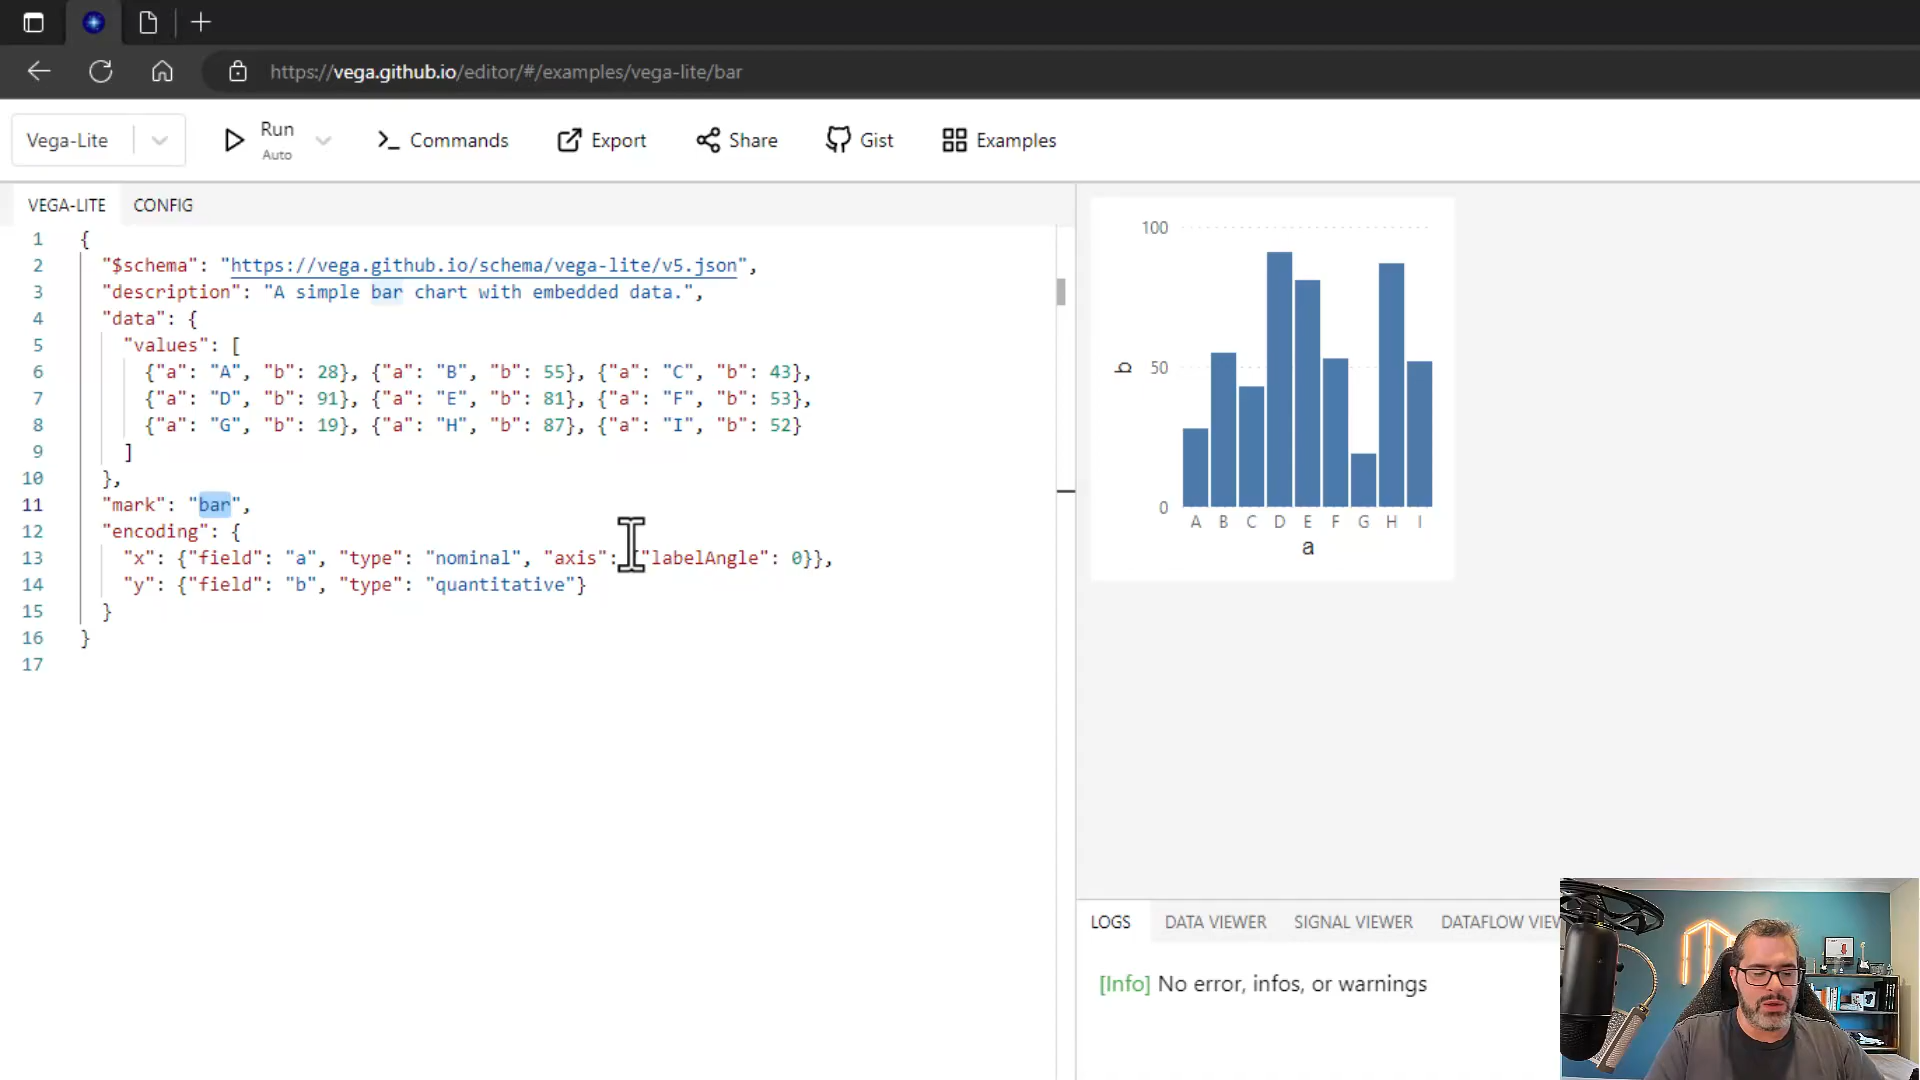 https://vega.github.io/editor/#/examples/vega-lite/bar
Vega-Lite
Run
Auto
Commands
Export
Share
Gist
Examples
VEGA-LITE
CONFIG
1 {
2 "$schema": "https://vega.github.io/schema/vega-lite/v5.json",
3 "description": "A simple bar chart with embedded data.",
4 "data": {
5 "values": [
6 {"a": "A", "b": 28}, {"a": "B", "b": 55}, {"a": "C", "b": 43},
7 {"a": "D", "b": 91}, {"a": "E", "b": 81}, {"a": "F", "b": 53},
8 {"a": "G", "b": 19}, {"a": "H", "b": 87}, {"a": "I", "b": 52}
9 ]
10 },
11 "mark": "bar",
12 "encoding": {
13 "x": {"field": "a", "type": "nominal", "axis": {"labelAngle": 0}},
14 "y": {"field": "b", "type": "quantitative"}
15 }
16 }
17
100
50
0
b
A B C D E F G H I
a
LOGS
DATA VIEWER
SIGNAL VIEWER
DATAFLOW VIEW
[Info] No error, infos, or warnings